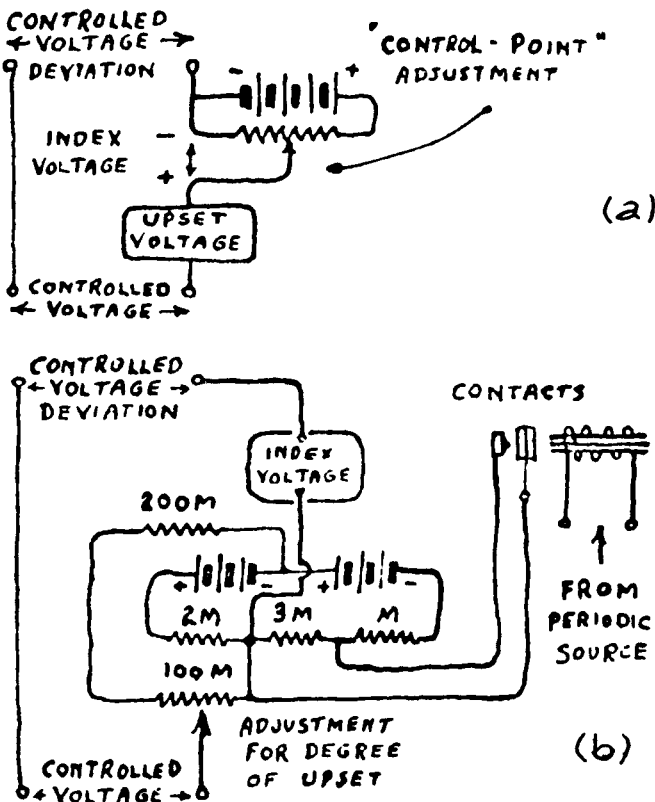 CONTROLLED
VOLTAGE
DEVIATION
- +
"CONTROL-POINT"
ADJUSTMENT
INDEX
VOLTAGE
-
+
UPSET
VOLTAGE
(a)
CONTROLLED
VOLTAGE
CONTROLLED
VOLTAGE
DEVIATION
CONTACTS
INDEX
VOLTAGE
200M
+ - + -
2M 3M M
100M
FROM
PERIODIC
SOURCE
ADJUSTMENT
FOR DEGREE
OF UPSET
(b)
CONTROLLED
VOLTAGE